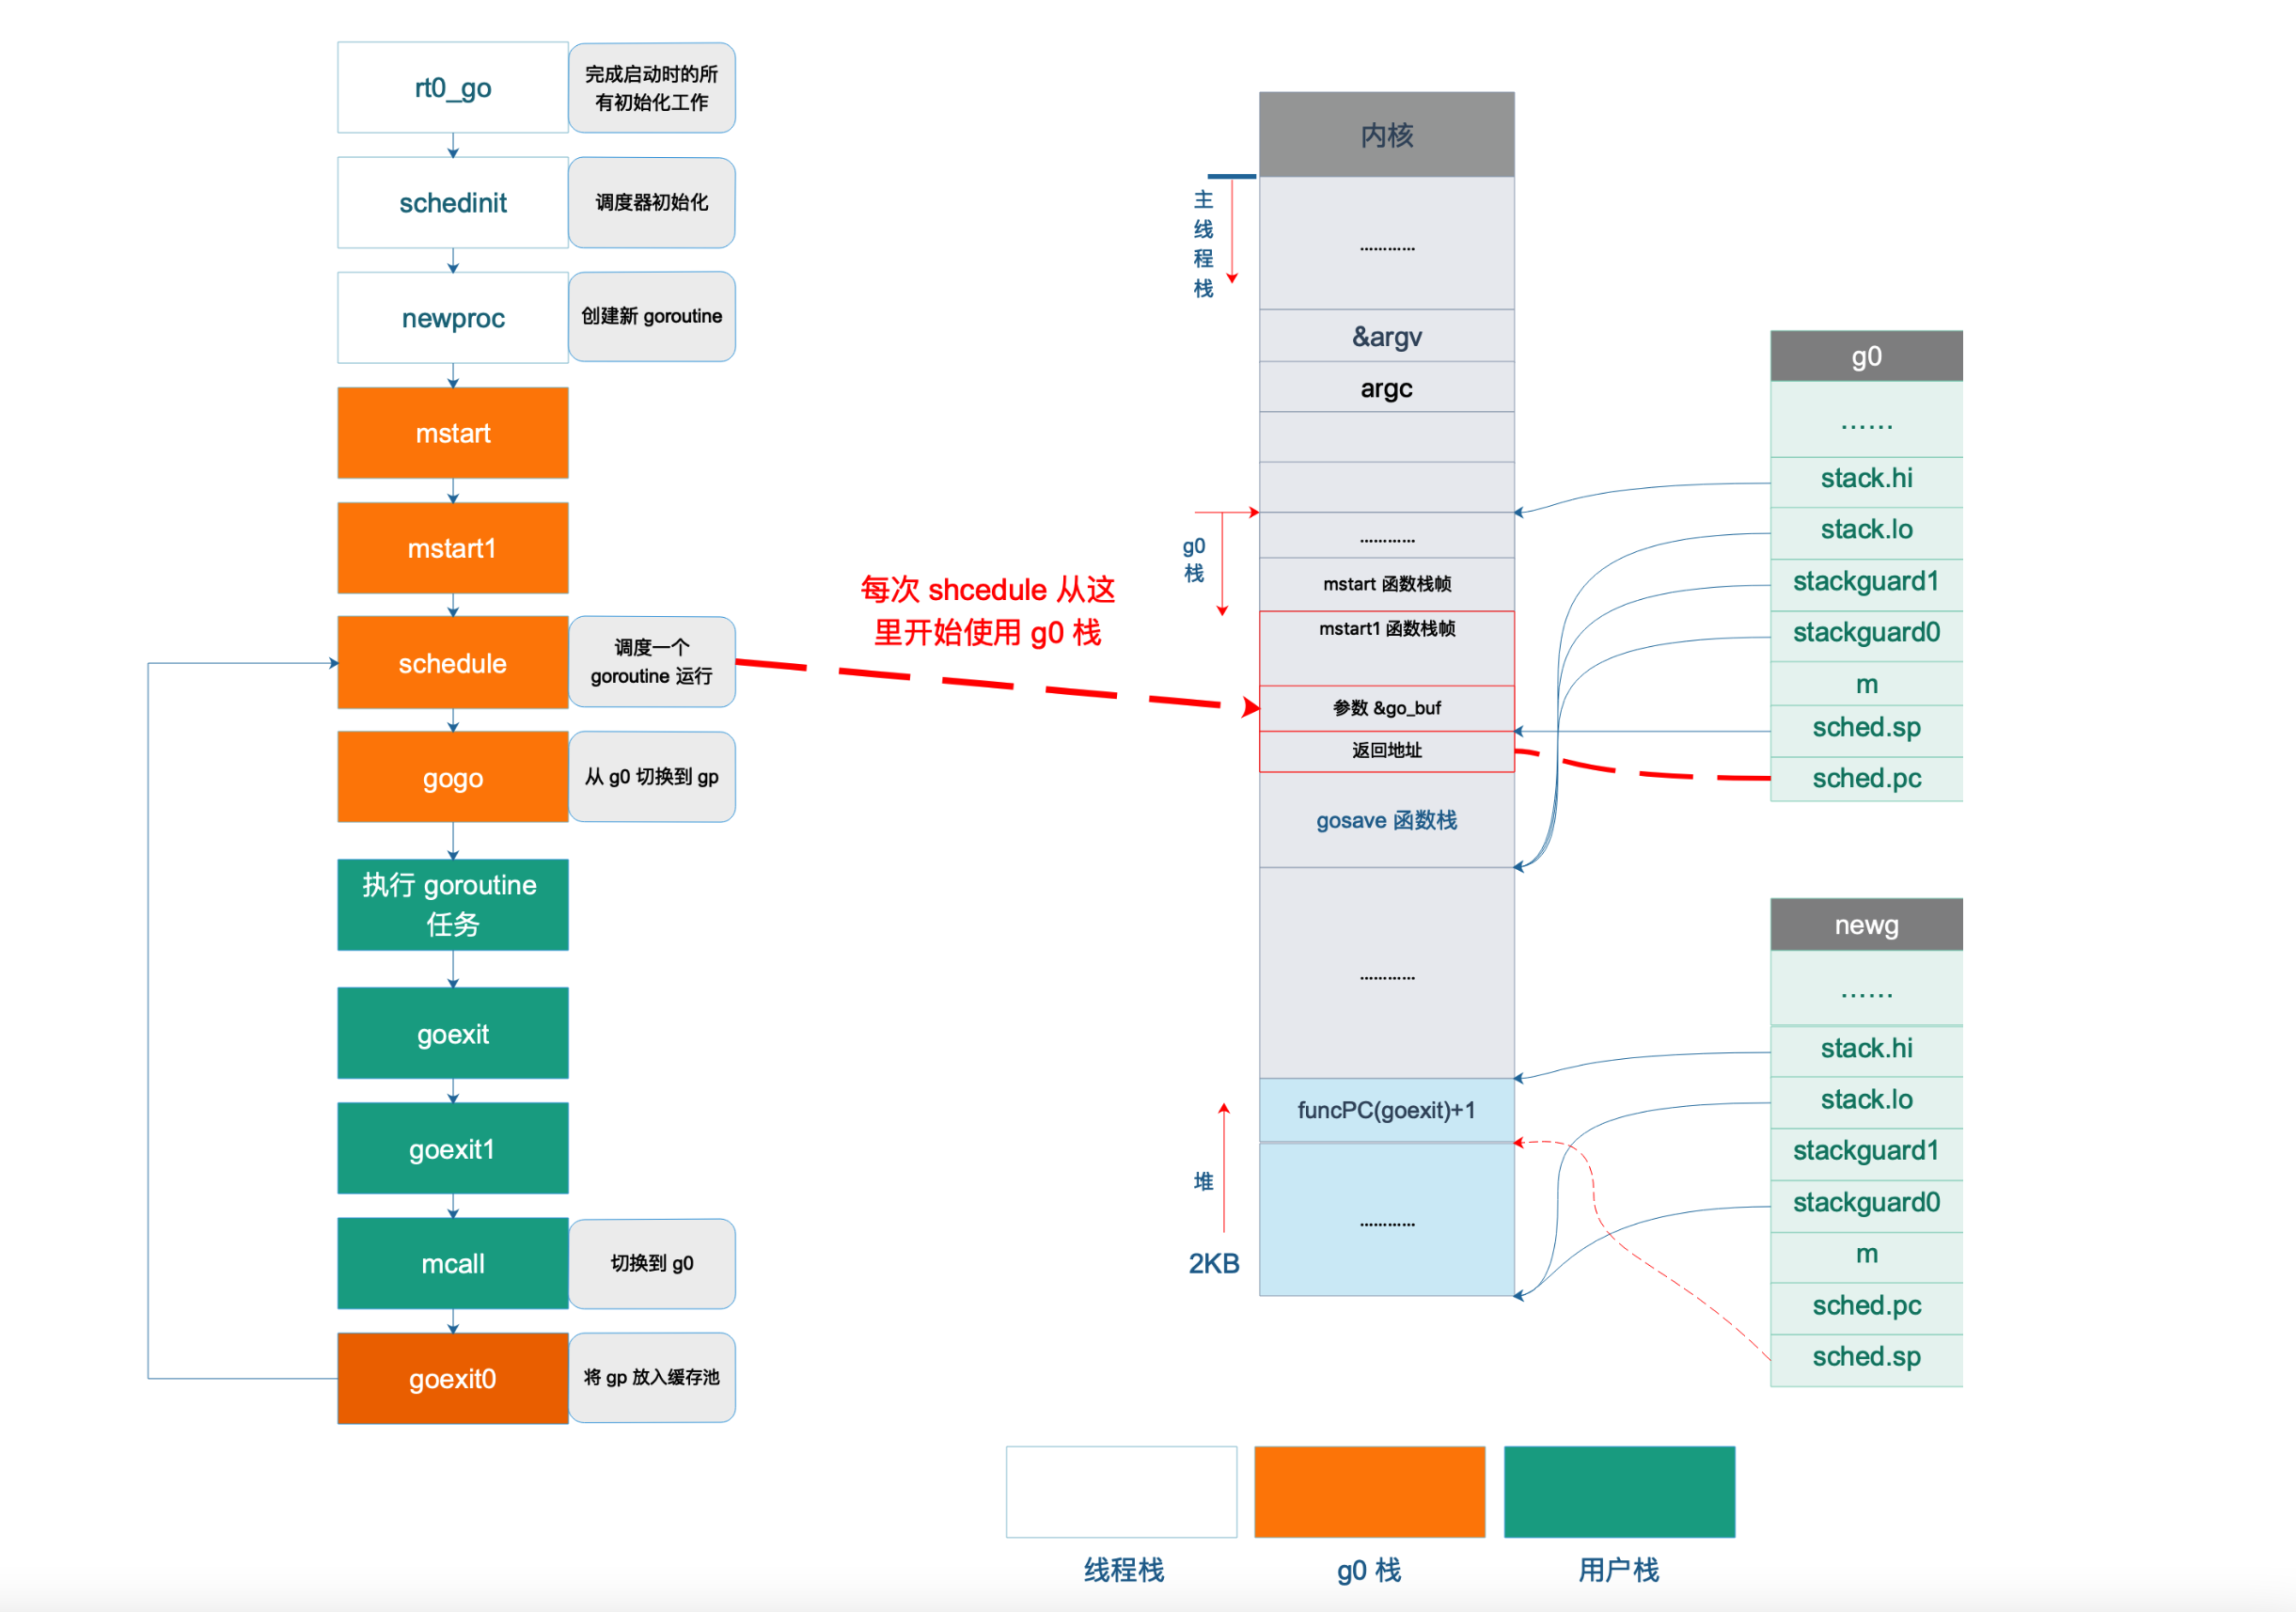 rt0_go
完成启动时的所
有初始化工作
schedinit
调度器初始化
newproc
创建新 goroutine
mstart
mstart1
schedule
调度一个
goroutine 运行
gogo
从 g0 切换到 gp
执行 goroutine
任务
goexit
goexit1
mcall
切换到 g0
goexit0
将 gp 放入缓存池
每次 shcedule 从这
里开始使用 g0 栈
内核
主
线
程
栈
............
&argv
argc
g0
栈
............
mstart 函数栈帧
mstart1 函数栈帧
参数 &go_buf
返回地址
gosave 函数栈
............
funcPC(goexit)+1
堆
............
2KB
g0
......
stack.hi
stack.lo
stackguard1
stackguard0
m
sched.sp
sched.pc
newg
......
stack.hi
stack.lo
stackguard1
stackguard0
m
sched.pc
sched.sp
线程栈
g0 栈
用户栈